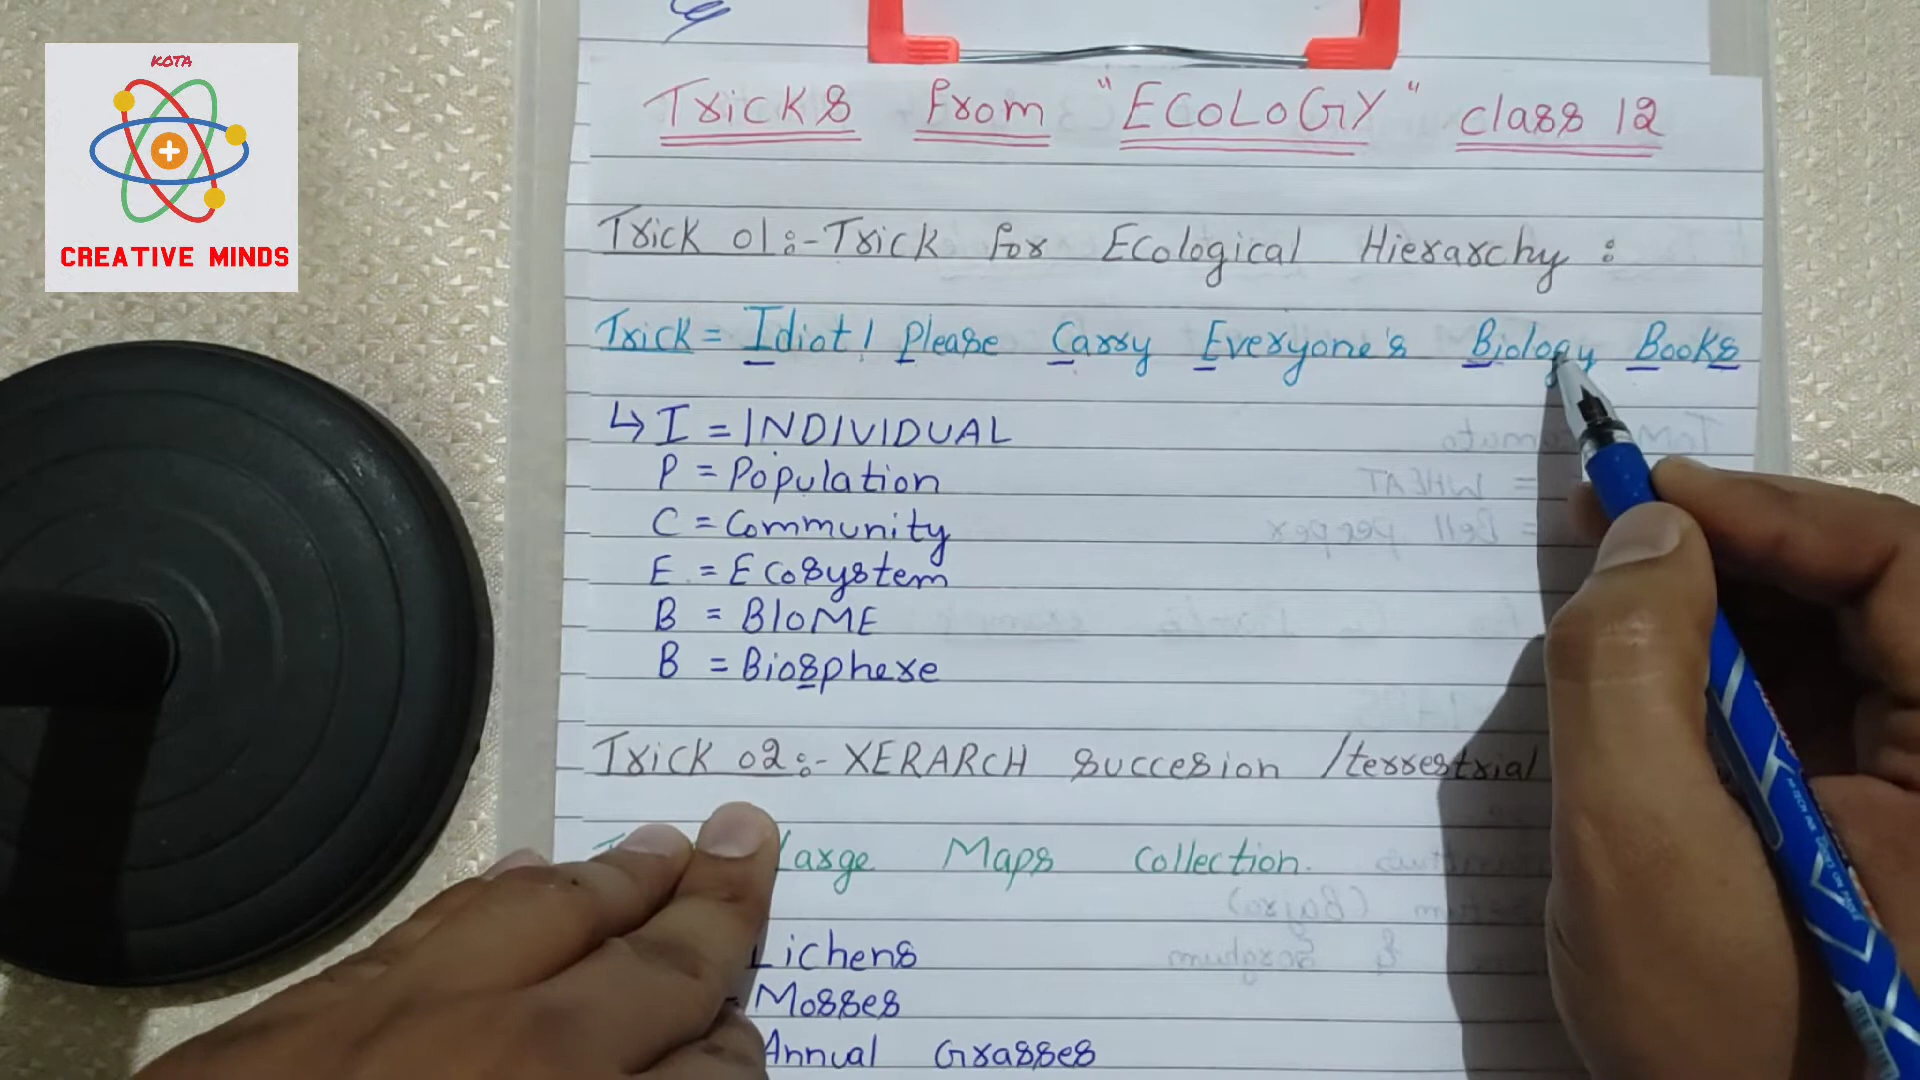 KOTA
CREATIVE MINDS
Tricks from "ECOLOGY" class 12
Trick 01:- Trick for Ecological Hierarchy :
Trick = Idiot! Please Carry Everyone's Biology Books
↳ I = INDIVIDUAL
P = Population
C = Community
E = Ecosystem
B = BIOME
B = Biosphere
Trick 02:- XERARCH Succesion /terrestrial
Large Maps Collection.
Lichens
= Mosses
Annual Grasses